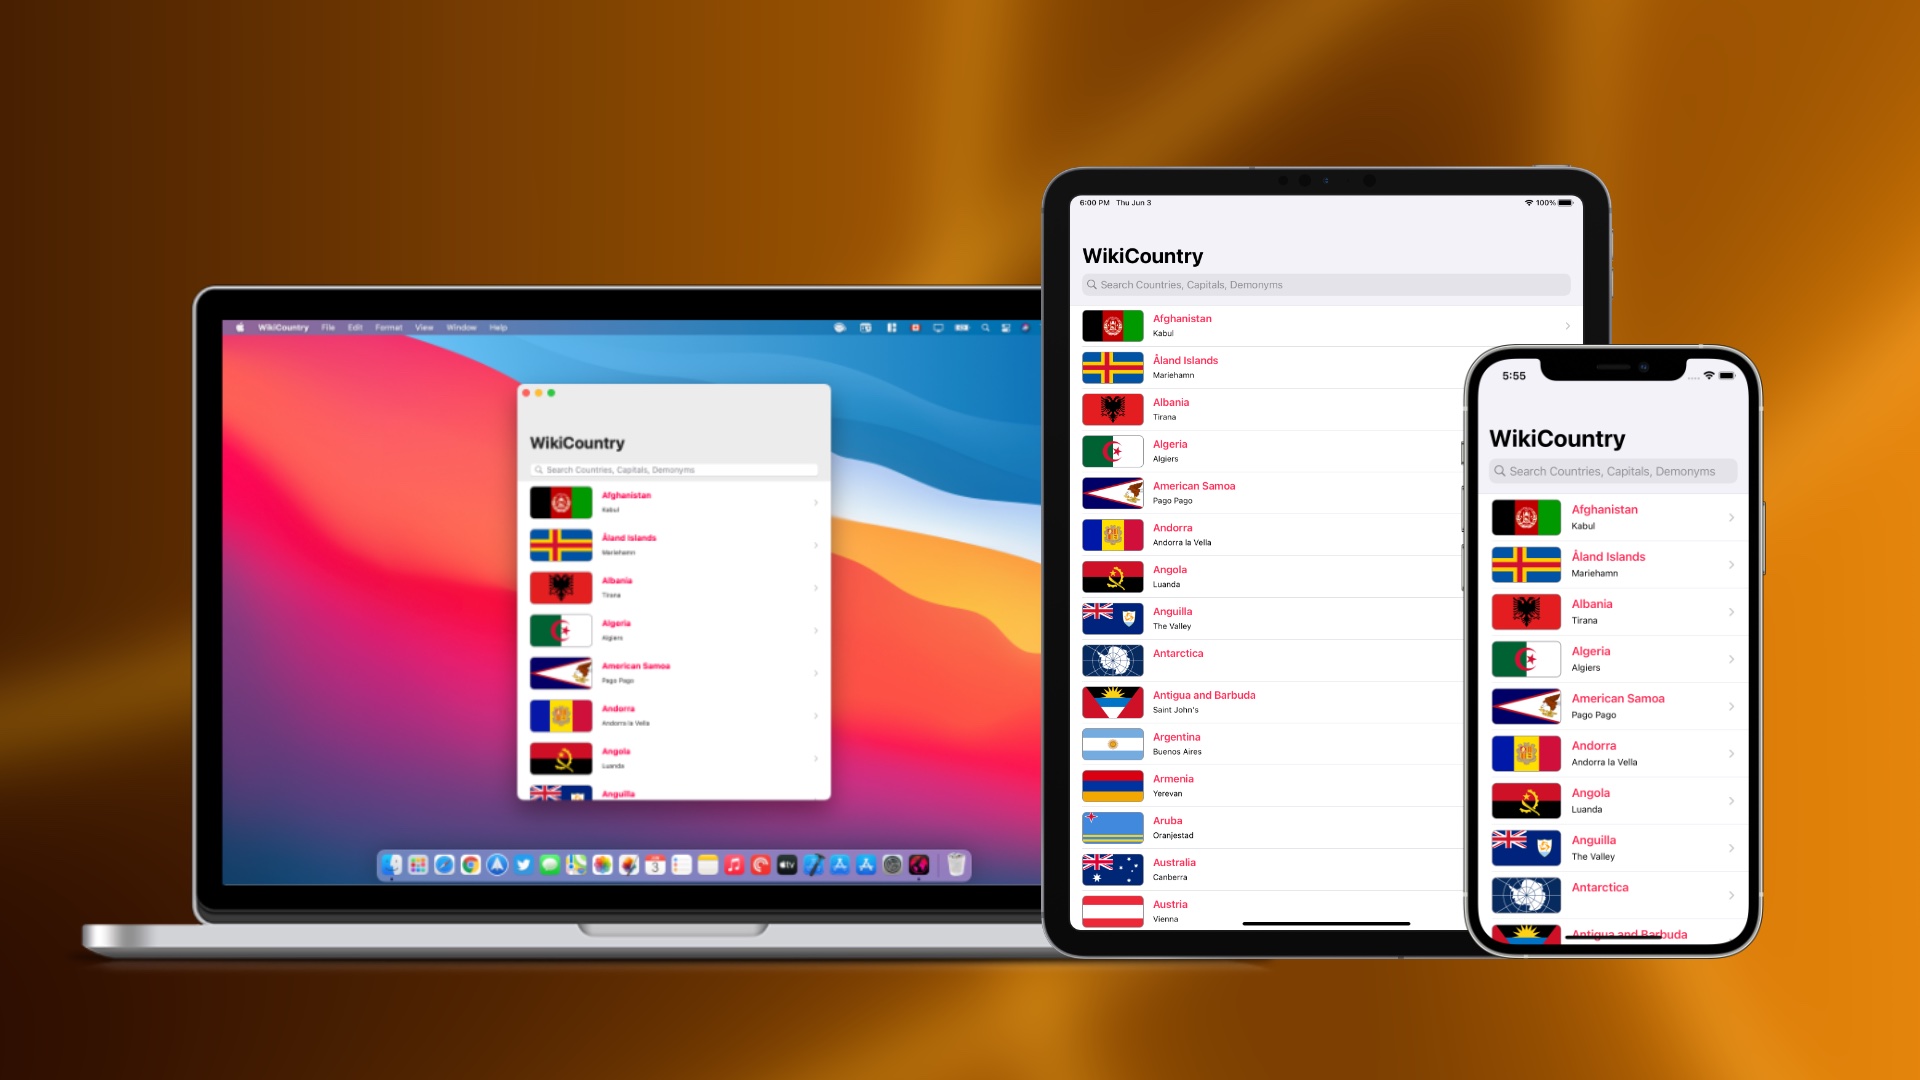 WikiCountry File Edit Format View Window Help
WikiCountry
Search Countries, Capitals, Demonyms
Afghanistan
Kabul
Åland Islands
Mariehamn
Albania
Tirana
Algeria
Algiers
American Samoa
Pago Pago
Andorra
Andorra la Vella
Angola
Luanda
Anguilla
3
tv
6:00 PM Thu Jun 3
100%
WikiCountry
Search Countries, Capitals, Demonyms
Afghanistan
Kabul
Åland Islands
Mariehamn
Albania
Tirana
Algeria
Algiers
American Samoa
Pago Pago
Andorra
Andorra la Vella
Angola
Luanda
Anguilla
The Valley
Antarctica
Antigua and Barbuda
Saint John's
Argentina
Buenos Aires
Armenia
Yerevan
Aruba
Oranjestad
Australia
Canberra
Austria
Vienna
5:55
WikiCountry
Search Countries, Capitals, Demonyms
Afghanistan
Kabul
Åland Islands
Mariehamn
Albania
Tirana
Algeria
Algiers
American Samoa
Pago Pago
Andorra
Andorra la Vella
Angola
Luanda
Anguilla
The Valley
Antarctica
Antigua and Barbuda